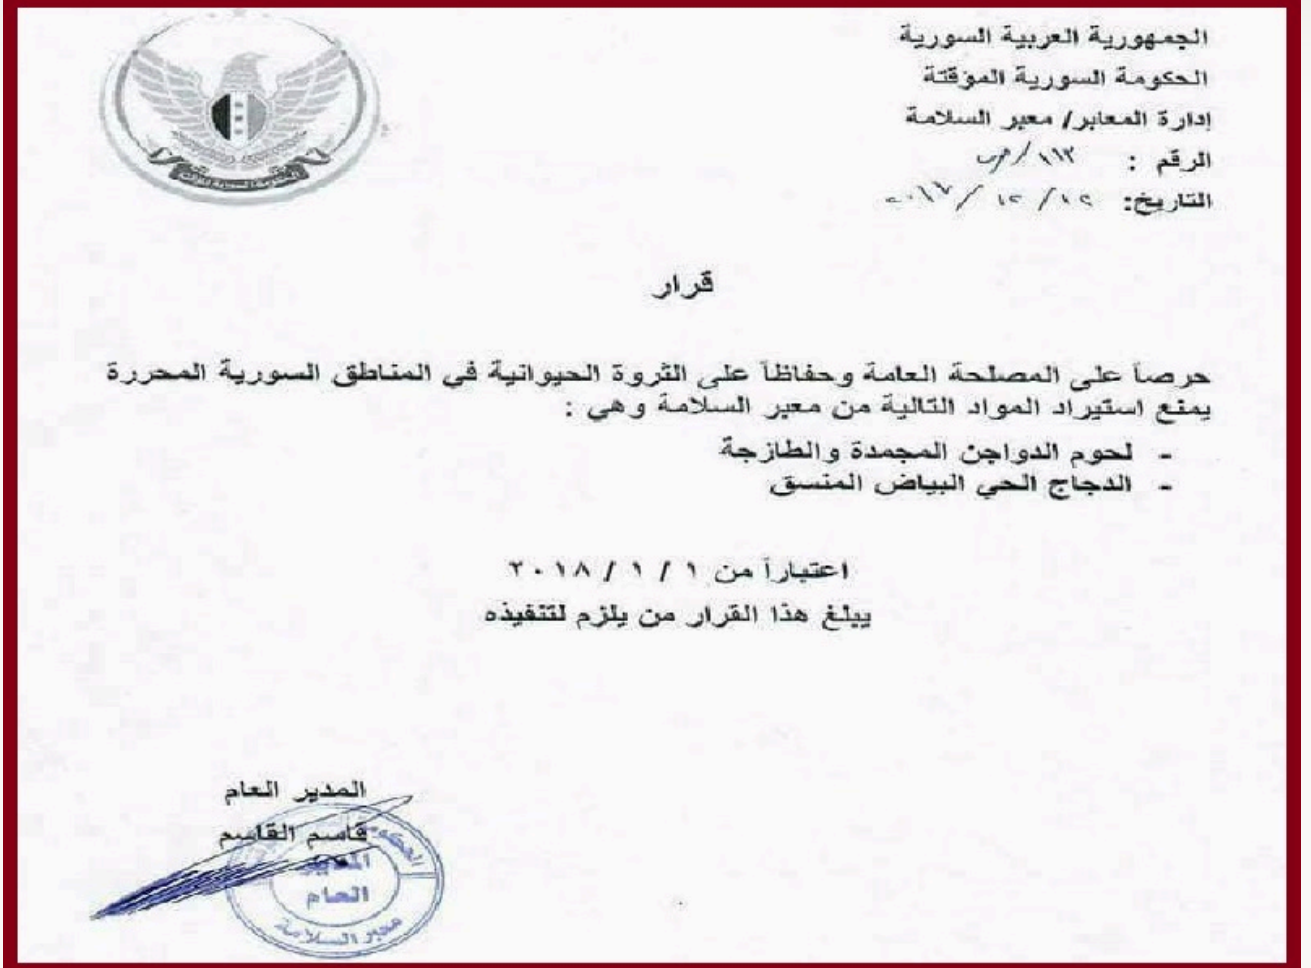 الجمهورية العربية السورية
الحكومة السورية المؤقتة
إدارة المعابر/ معبر السلامة
الرقم :
التاريخ: ١٢ / ١٢ / ٢٠١٧
قرار
حرصاً على المصلحة العامة وحفاظاً على الثروة الحيوانية في المناطق السورية المحررة
يمنع استيراد المواد التالية من معبر السلامة وهي :
- لحوم الدواجن المجمدة والطازجة
- الدجاج الحي البياض المنسق
اعتباراً من ١ / ١ / ٢٠١٨
يبلغ هذا القرار من يلزم لتنفيذه
المدير العام
قاسم القاسم
المدير
العام
معبر السلامة